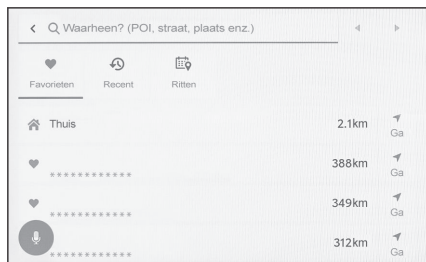 Waarheen? (POI, straat, plaats enz.)
Favorieten Recent Ritten
Thuis 2.1km Ga
************ 388km Ga
************ 349km Ga
************ 312km Ga